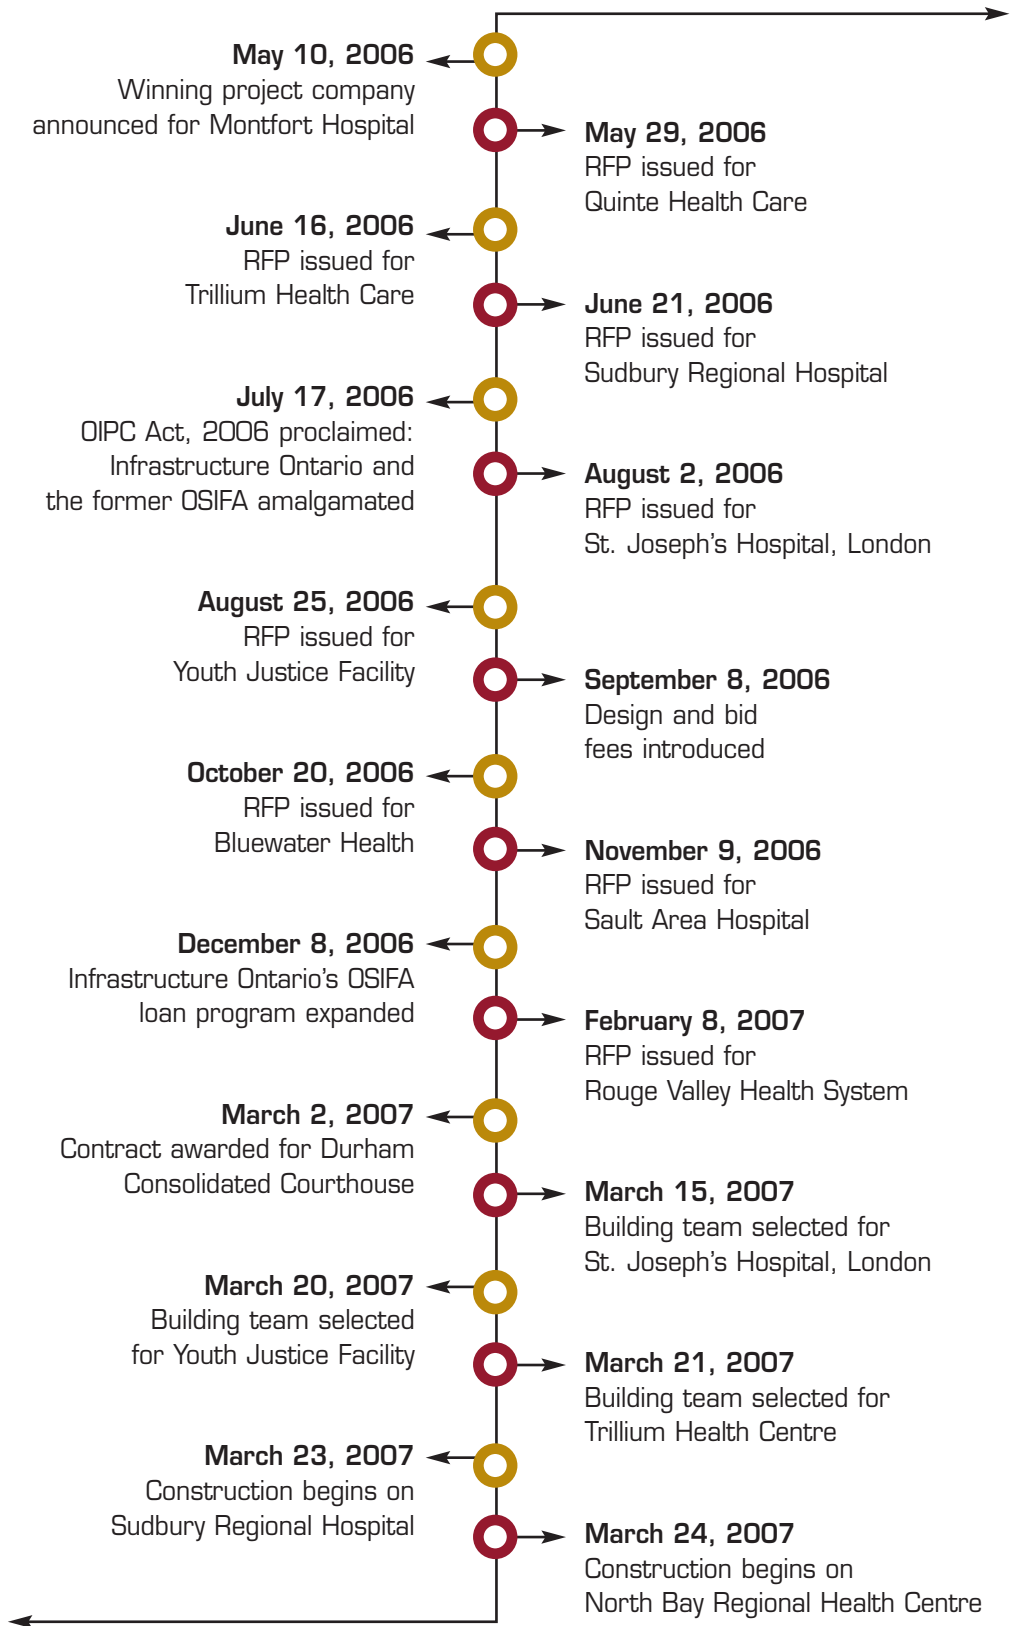 May 10, 2006
Winning project company
announced for Montfort Hospital
May 29, 2006
RFP issued for
Quinte Health Care
June 16, 2006
RFP issued for
Trillium Health Care
June 21, 2006
RFP issued for
Sudbury Regional Hospital
July 17, 2006
OIPC Act, 2006 proclaimed:
Infrastructure Ontario and
the former OSIFA amalgamated
August 2, 2006
RFP issued for
St. Joseph's Hospital, London
August 25, 2006
RFP issued for
Youth Justice Facility
September 8, 2006
Design and bid
fees introduced
October 20, 2006
RFP issued for
Bluewater Health
November 9, 2006
RFP issued for
Sault Area Hospital
December 8, 2006
Infrastructure Ontario's OSIFA
loan program expanded
February 8, 2007
RFP issued for
Rouge Valley Health System
March 2, 2007
Contract awarded for Durham
Consolidated Courthouse
March 15, 2007
Building team selected for
St. Joseph's Hospital, London
March 20, 2007
Building team selected
for Youth Justice Facility
March 21, 2007
Building team selected for
Trillium Health Centre
March 23, 2007
Construction begins on
Sudbury Regional Hospital
March 24, 2007
Construction begins on
North Bay Regional Health Centre